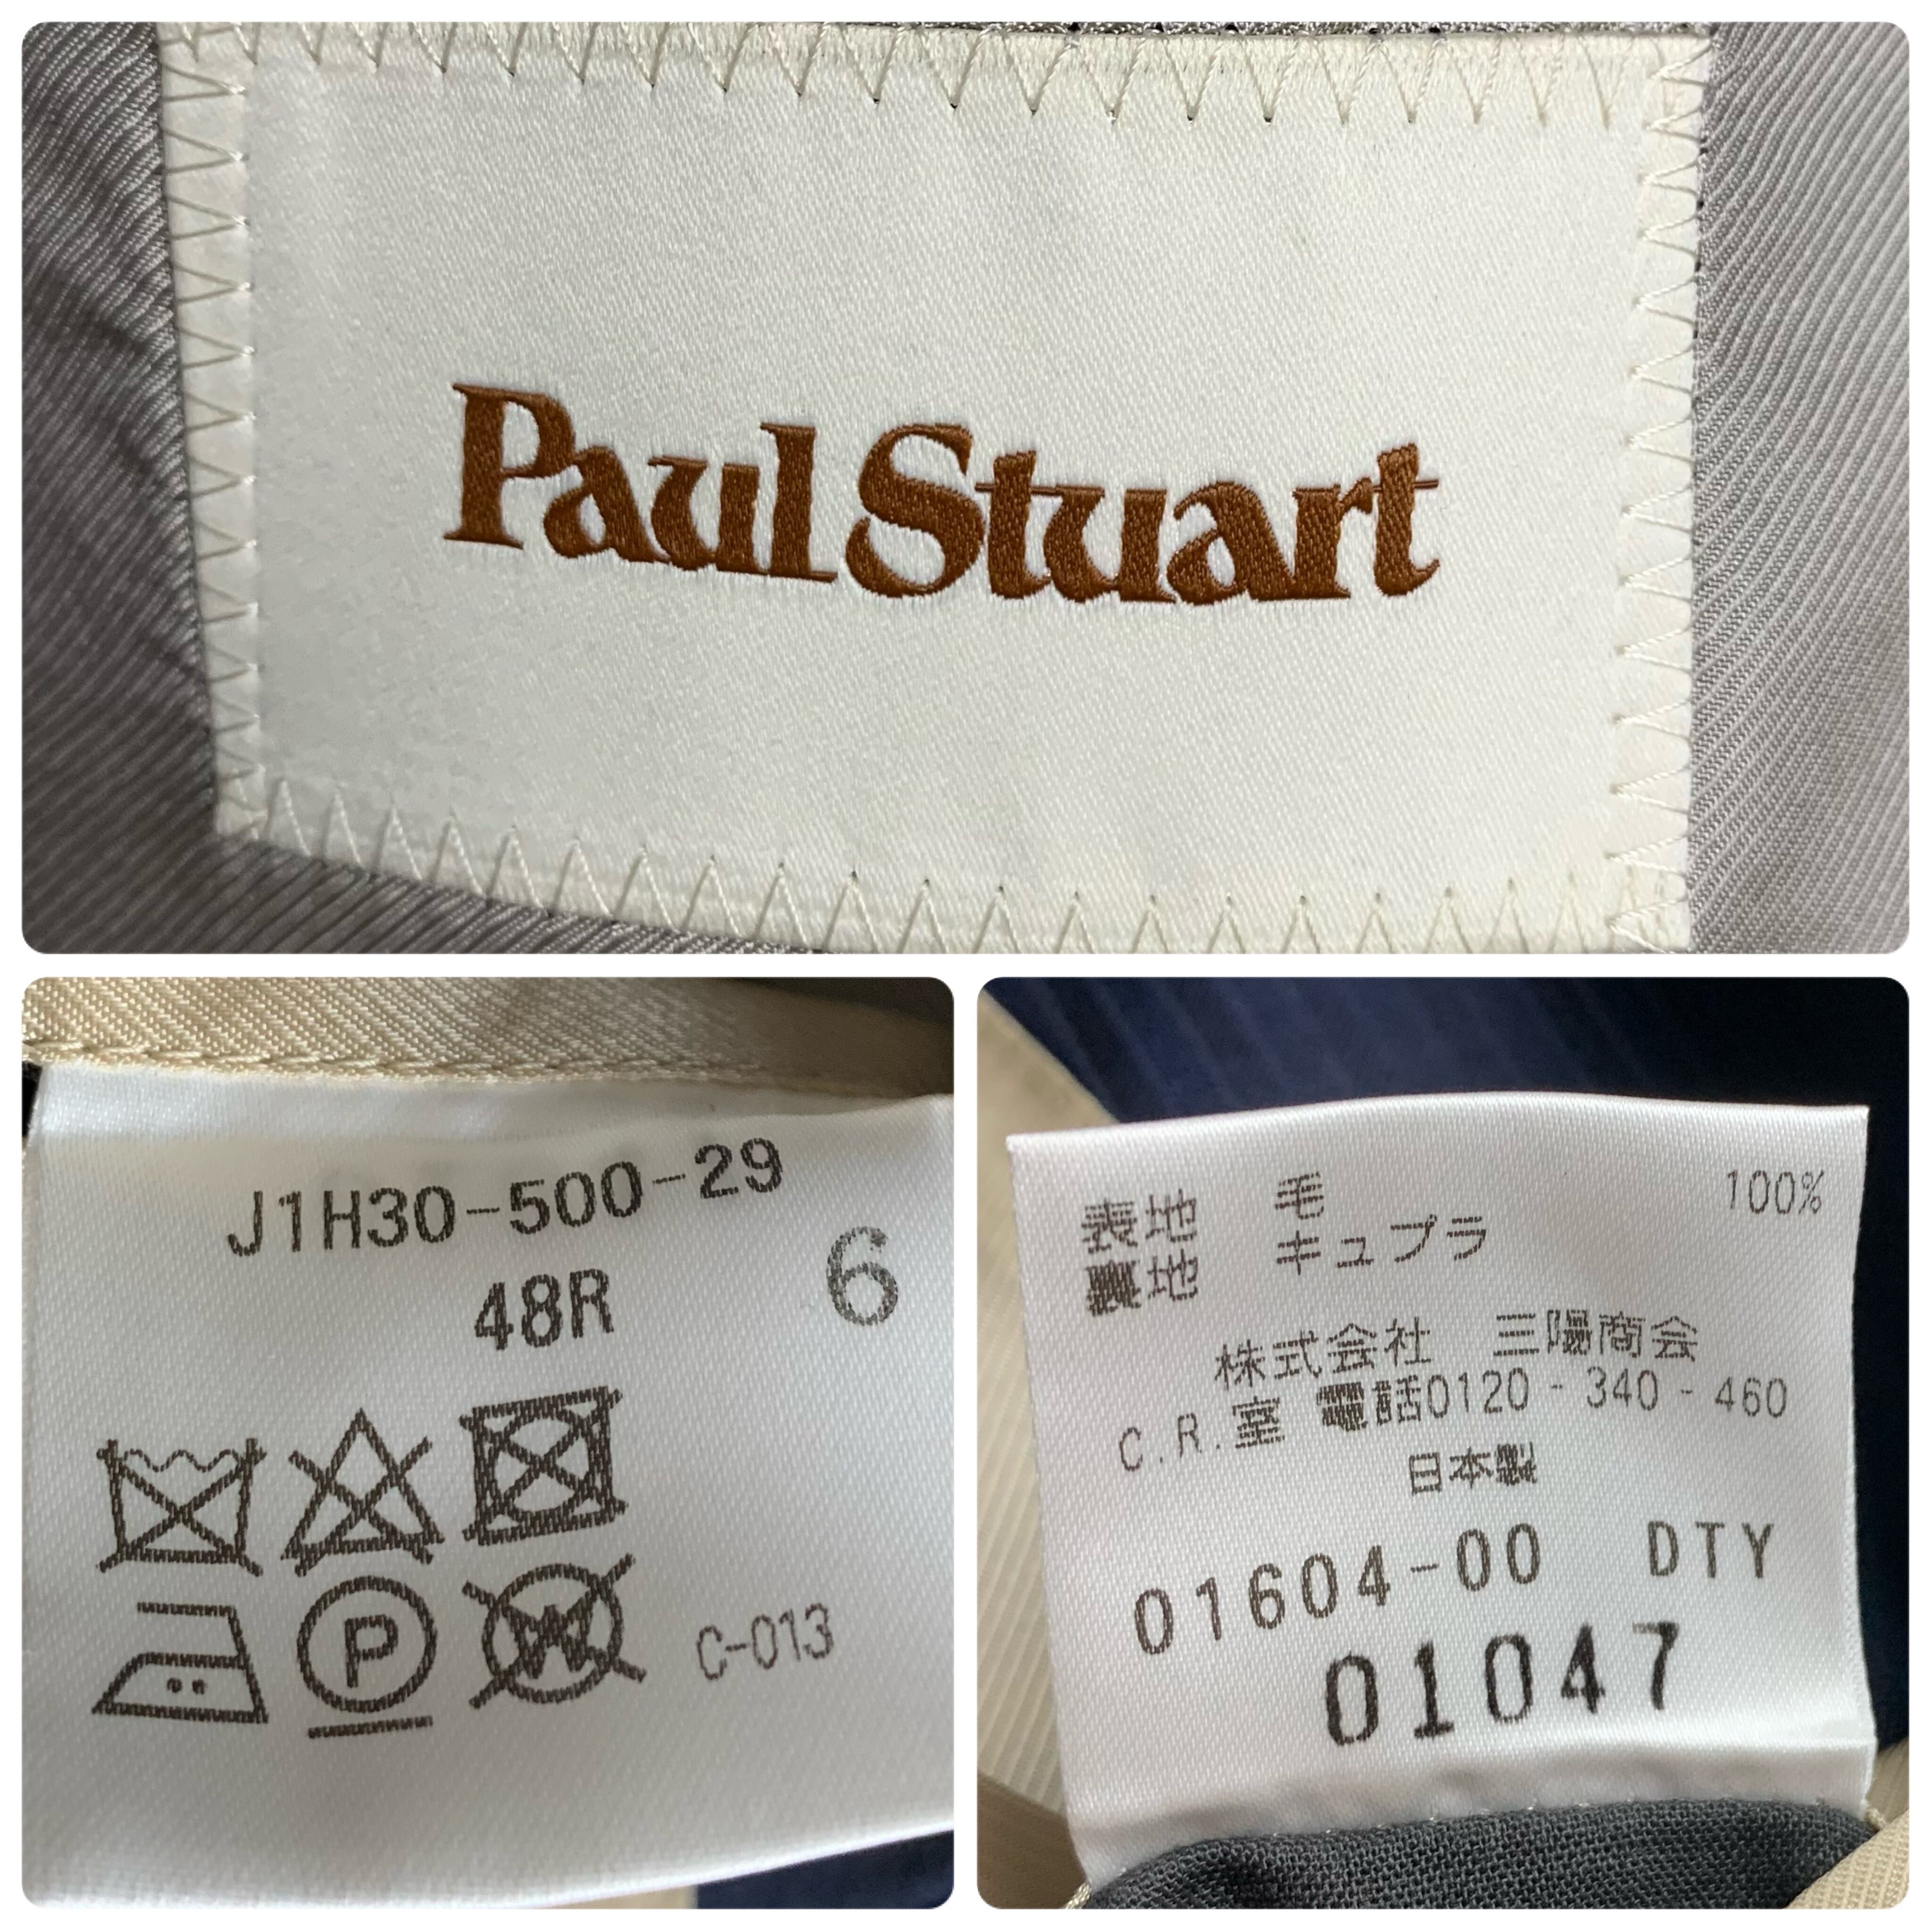 Paul Stuart
J1H30-500-29
48R
6
P
W
C-013
表地 毛 100%
裏地 キュプラ
株式会社 三陽商会
C.R.室 電話0120-340-460
日本製
01604-00 DTY
01047